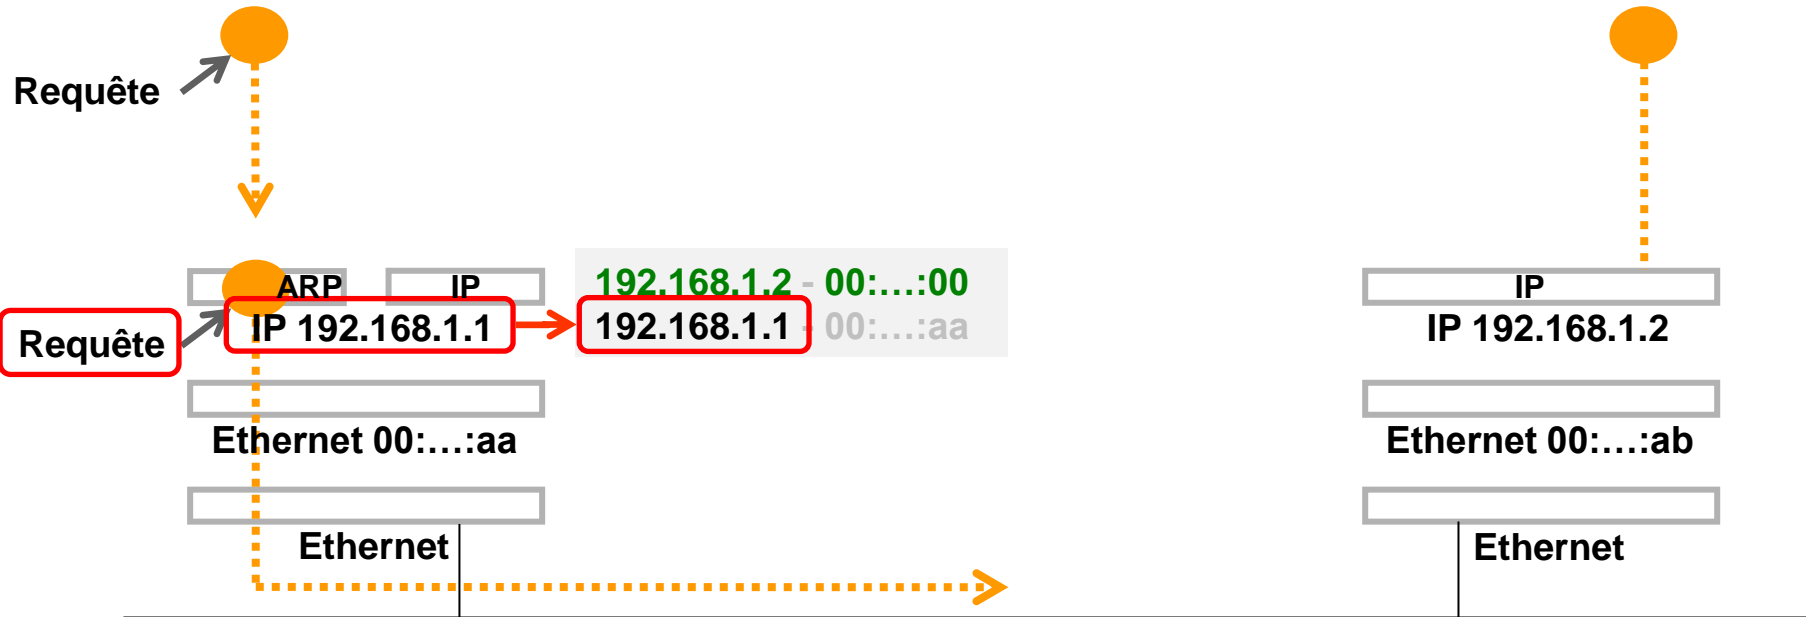 Requête
ARP
IP
192.168.1.2 - 00:…:00
IP
Requête
IP 192.168.1.1
192.168.1.1 - 00:…:aa
IP 192.168.1.2
Ethernet 00:…:aa
Ethernet 00:…:ab
Ethernet
Ethernet